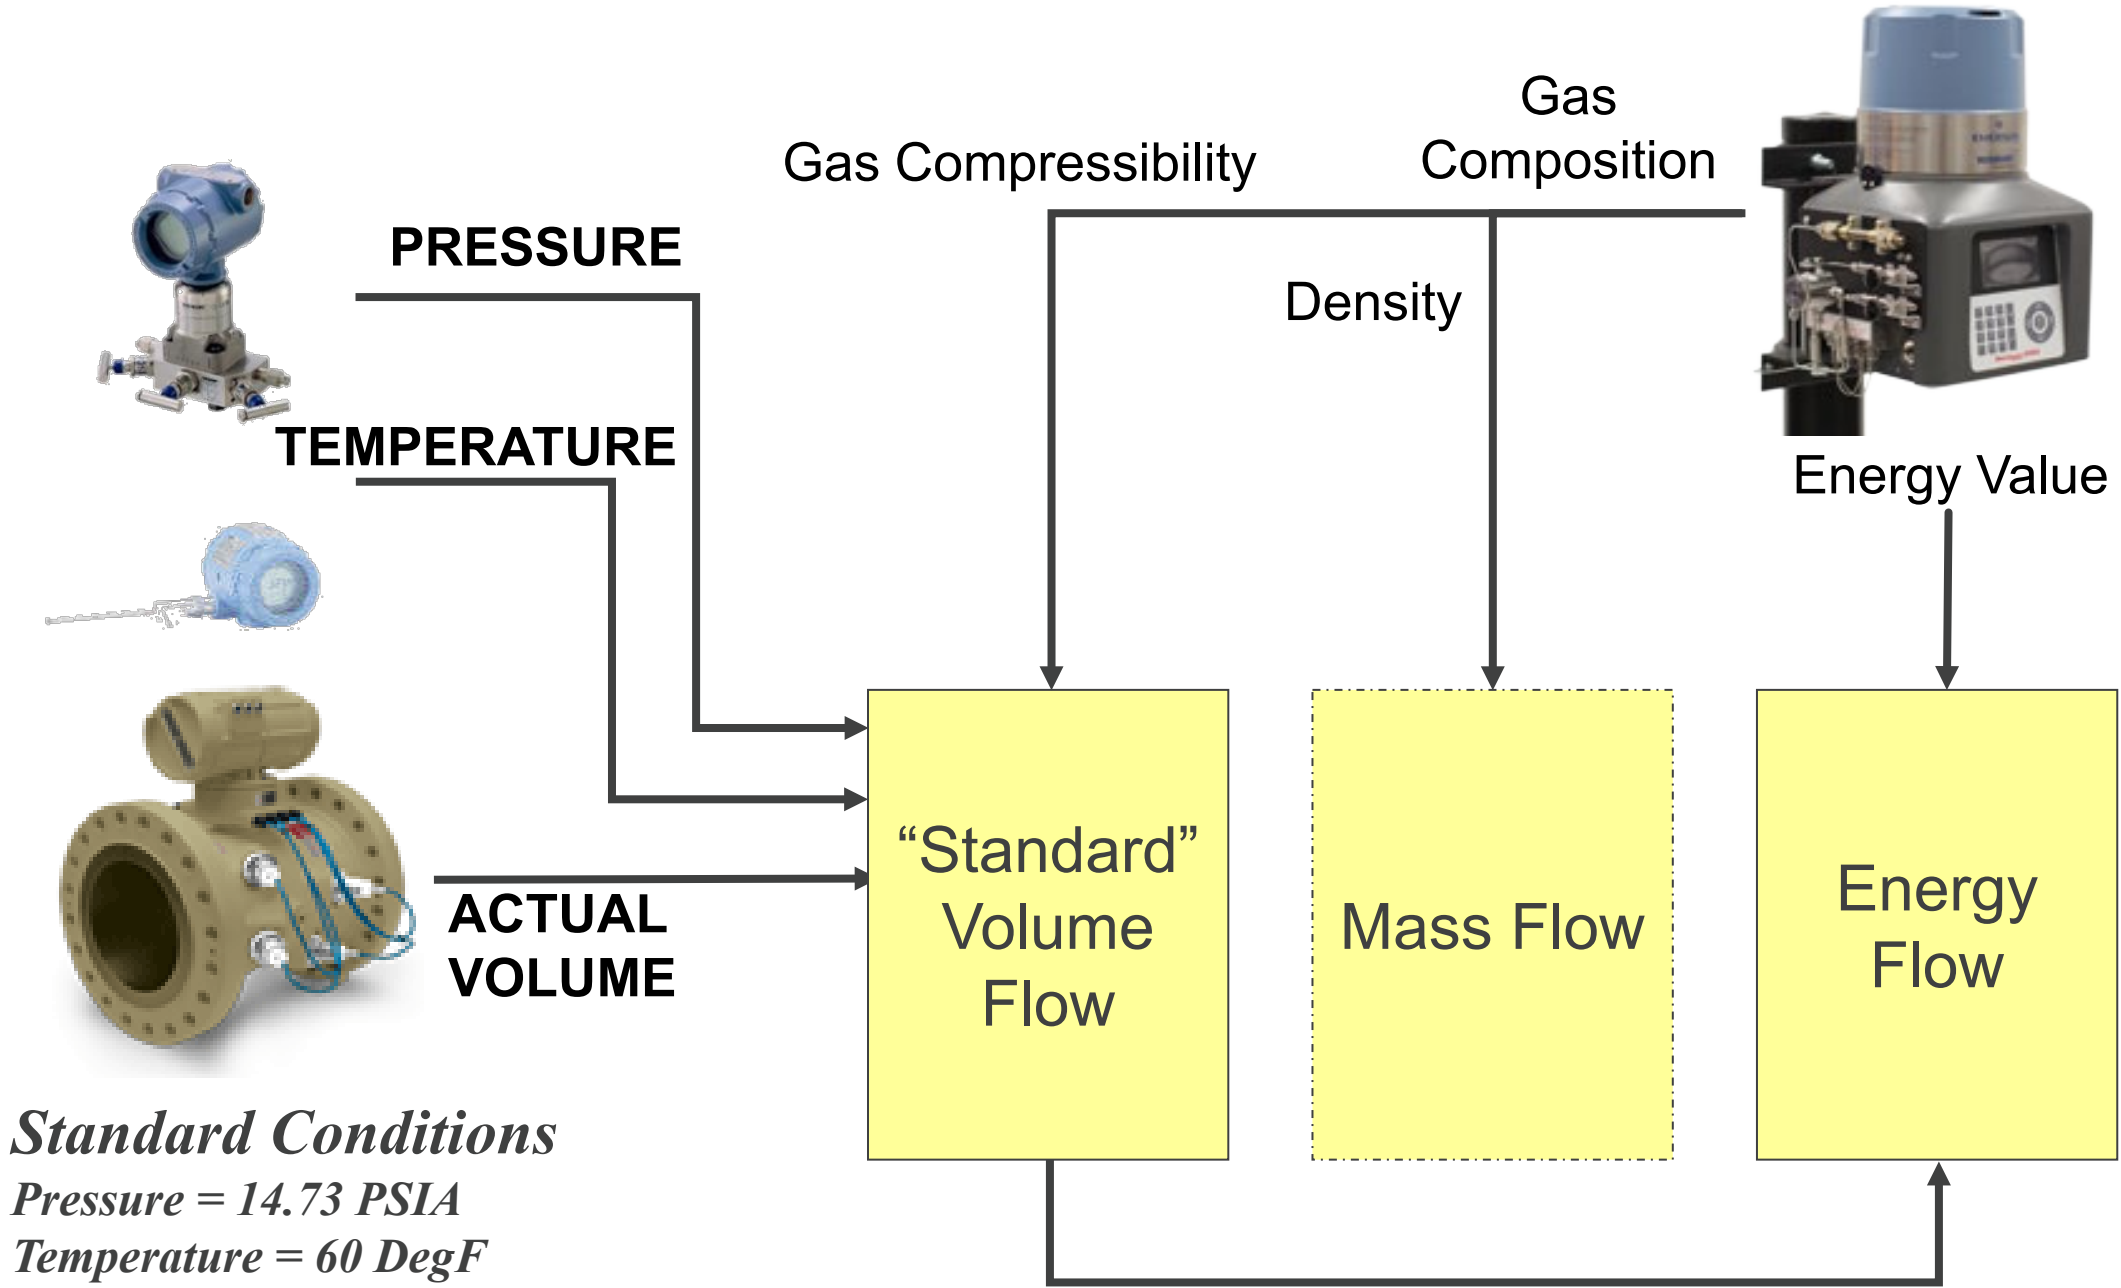 Gas
Composition
Gas Compressibility
PRESSURE
Density
TEMPERATURE
Energy Value
ACTUAL
VOLUME
“Standard”
Volume
Flow
Mass Flow
Energy
Flow
Standard Conditions
Pressure = 14.73 PSIA
Temperature = 60 DegF